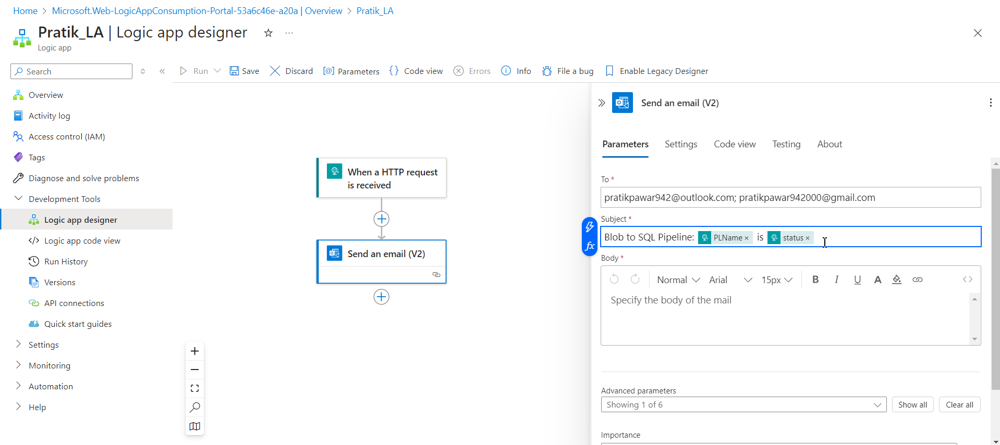 Home > Microsoft.Web-LogicAppConsumption-Portal-53a6c46e-a20a | Overview > Pratik_LA
Pratik_LA | Logic app designer
Logic app
Search
Run
Save
Discard
Parameters
Code view
Errors
Info
File a bug
Enable Legacy Designer
Overview
Activity log
Access control (IAM)
Tags
Diagnose and solve problems
Development Tools
Logic app designer
Logic app code view
Run History
Versions
API connections
Quick start guides
Settings
Monitoring
Automation
Help
When a HTTP request
is received
Send an email (V2)
Send an email (V2)
Parameters
Settings
Code view
Testing
About
To *
pratikpawar942@outlook.com; pratikpawar942000@gmail.com
Subject *
fx
Blob to SQL Pipeline: PLName × is status ×
Body *
Normal
Arial
15px
B I U A
Specify the body of the mail
Advanced parameters
Showing 1 of 6
Show all
Clear all
Importance